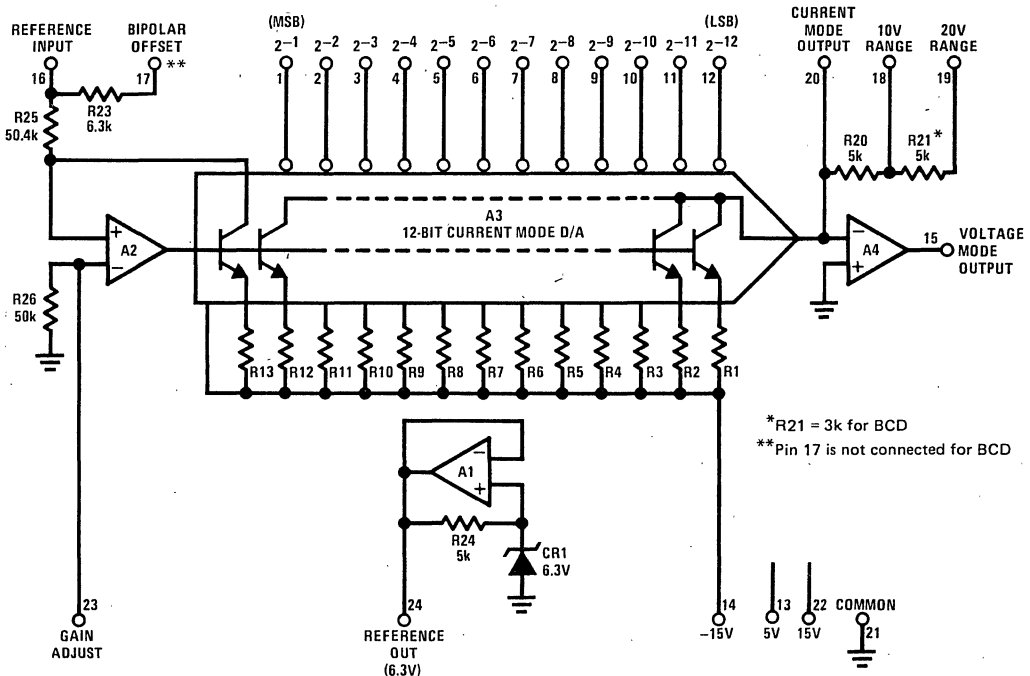 REFERENCE INPUT
16
BIPOLAR OFFSET
17 **
(MSB)
(LSB)
2−1 2−2 2−3 2−4 2−5 2−6 2−7 2−8 2−9 2−10 2−11 2−12
1 2 3 4 5 6 7 8 9 10 11 12
CURRENT MODE OUTPUT
20
10V RANGE
18
20V RANGE
19
R25
50.4k
R23
6.3k
R20
5k
R21*
5k
A3
12-BIT CURRENT MODE D/A
+
A2
−
−
A4
+
15
VOLTAGE MODE OUTPUT
R26
50k
R13 R12 R11 R10 R9 R8 R7 R6 R5 R4 R3 R2 R1
*R21 = 3k for BCD
**Pin 17 is not connected for BCD
−
A1
+
R24
5k
CR1
6.3V
23
GAIN ADJUST
24
REFERENCE OUT
(6.3V)
14
−15V
13
5V
22
15V
COMMON
21